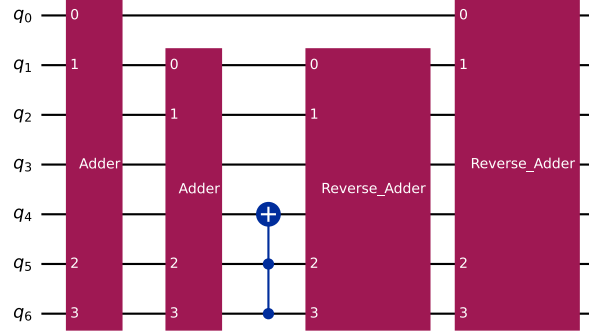 q0 0 0
q1 1 0 0 1
q2 1 1
q3 Adder Reverse_Adder
Adder Reverse_Adder
q4
q5 2 2 2 2
q6 3 3 3 3